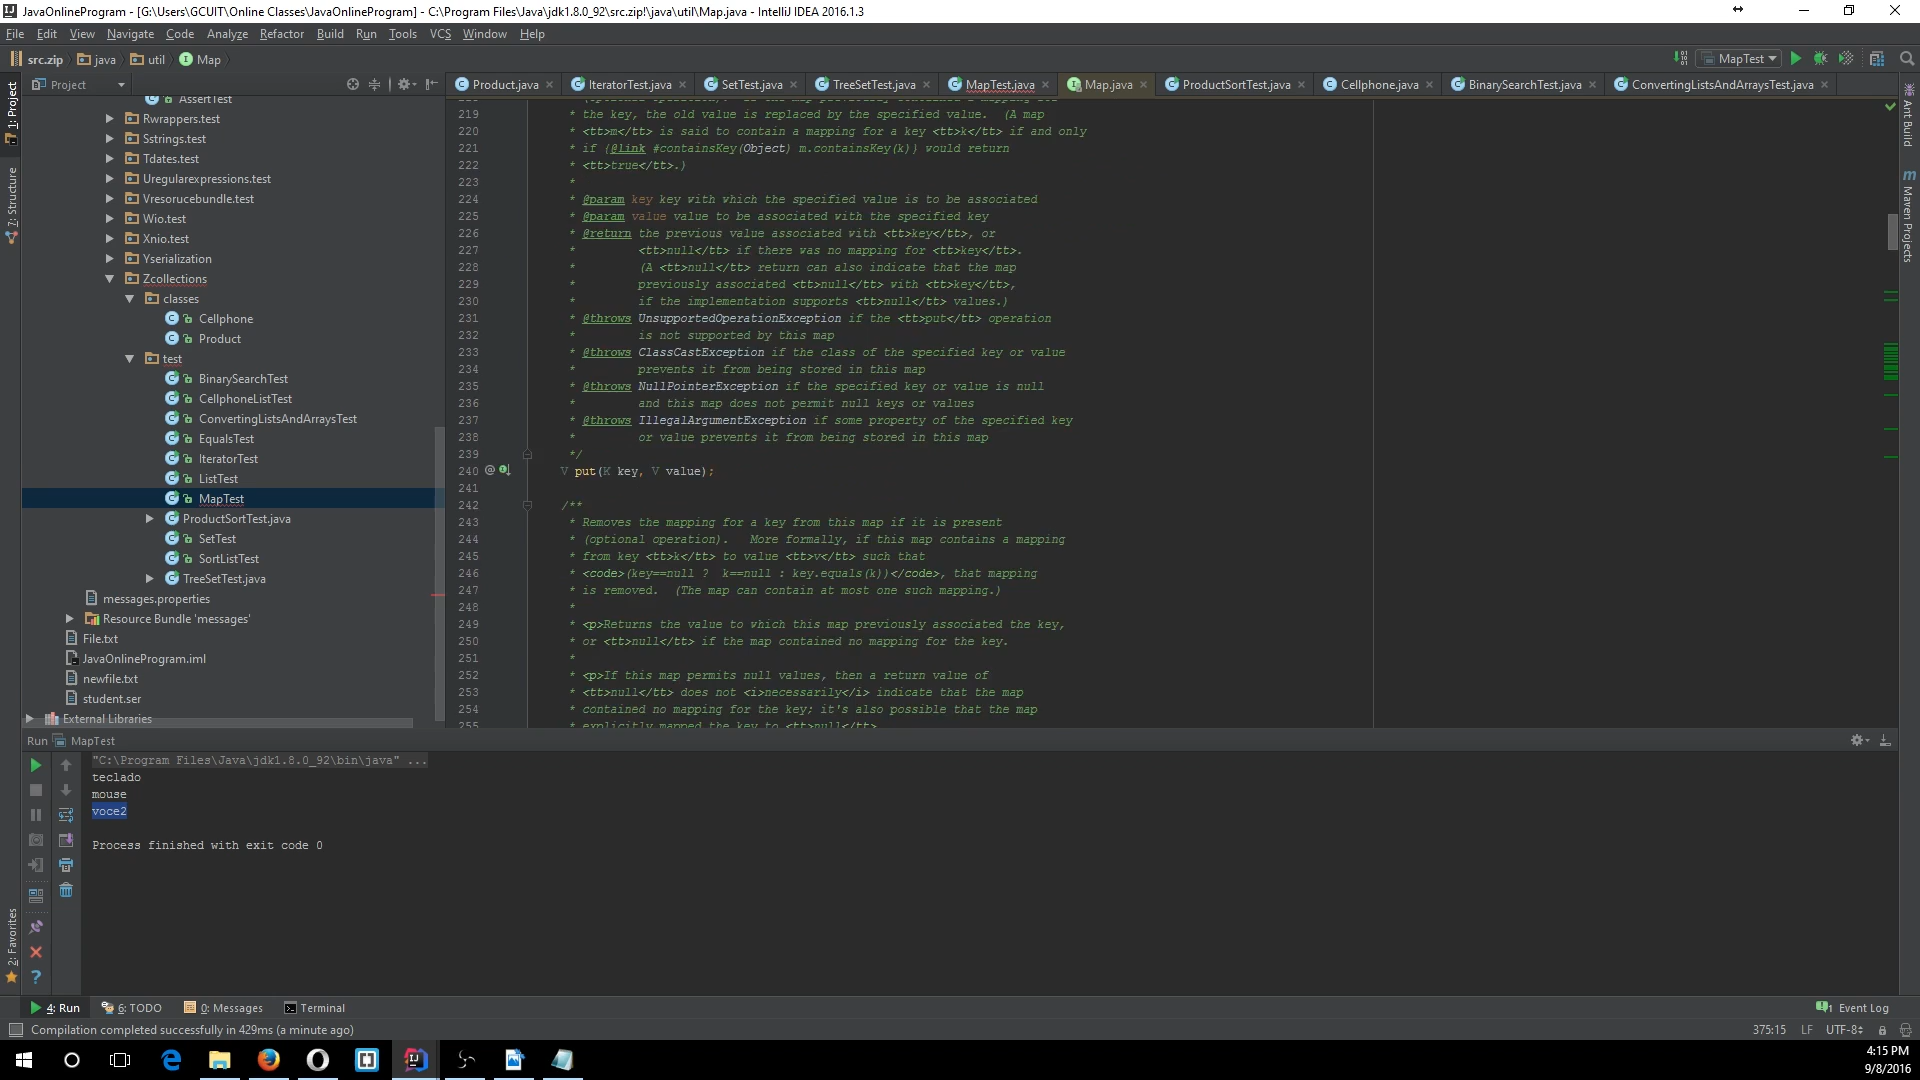 JavaOnlineProgram - [G:\Users\GCUIT\Online Classes\JavaOnlineProgram] - C:\Program Files\Java\jdk1.8.0_92\src.zip!\java\util\Map.java - IntelliJ IDEA 2016.1.3
File Edit View Navigate Code Analyze Refactor Build Run Tools VCS Window Help
src.zip java util Map
MapTest
Project
Product.java IteratorTest.java SetTest.java TreeSetTest.java MapTest.java Map.java ProductSortTest.java Cellphone.java BinarySearchTest.java ConvertingListsAndArraysTest.java
1: Project
7: Structure
2: Favorites
Ant Build
Maven Projects
AssertTest
Rwrappers.test
Sstrings.test
Tdates.test
Uregularexpressions.test
Vresorucebundle.test
Wio.test
Xnio.test
Yserialization
Zcollections
classes
Cellphone
Product
test
BinarySearchTest
CellphoneListTest
ConvertingListsAndArraysTest
EqualsTest
IteratorTest
ListTest
MapTest
ProductSortTest.java
SetTest
SortListTest
TreeSetTest.java
messages.properties
Resource Bundle 'messages'
File.txt
JavaOnlineProgram.iml
newfile.txt
student.ser
External Libraries
219 * the key, the old value is replaced by the specified value.  (A map
220 * <tt>m</tt> is said to contain a mapping for a key <tt>k</tt> if and only
221 * if {@link #containsKey(Object) m.containsKey(k)} would return
222 * <tt>true</tt>.)
223 *
224 * @param key key with which the specified value is to be associated
225 * @param value value to be associated with the specified key
226 * @return the previous value associated with <tt>key</tt>, or
227 *         <tt>null</tt> if there was no mapping for <tt>key</tt>.
228 *         (A <tt>null</tt> return can also indicate that the map
229 *         previously associated <tt>null</tt> with <tt>key</tt>,
230 *         if the implementation supports <tt>null</tt> values.)
231 * @throws UnsupportedOperationException if the <tt>put</tt> operation
232 *         is not supported by this map
233 * @throws ClassCastException if the class of the specified key or value
234 *         prevents it from being stored in this map
235 * @throws NullPointerException if the specified key or value is null
236 *         and this map does not permit null keys or values
237 * @throws IllegalArgumentException if some property of the specified key
238 *         or value prevents it from being stored in this map
239 */
240 @ V put(K key, V value);
241
242 /**
243 * Removes the mapping for a key from this map if it is present
244 * (optional operation).   More formally, if this map contains a mapping
245 * from key <tt>k</tt> to value <tt>v</tt> such that
246 * <code>(key==null ?  k==null : key.equals(k))</code>, that mapping
247 * is removed.  (The map can contain at most one such mapping.)
248 *
249 * <p>Returns the value to which this map previously associated the key,
250 * or <tt>null</tt> if the map contained no mapping for the key.
251 *
252 * <p>If this map permits null values, then a return value of
253 * <tt>null</tt> does not <i>necessarily</i> indicate that the map
254 * contained no mapping for the key; it's also possible that the map
255 * explicitly mapped the key to <tt>null</tt>
Run MapTest
"C:\Program Files\Java\jdk1.8.0_92\bin\java" ...
teclado
mouse
voce2
Process finished with exit code 0
4: Run 6: TODO 0: Messages Terminal
1 Event Log
Compilation completed successfully in 429ms (a minute ago)
375:15 LF UTF-8
4:15 PM
9/8/2016